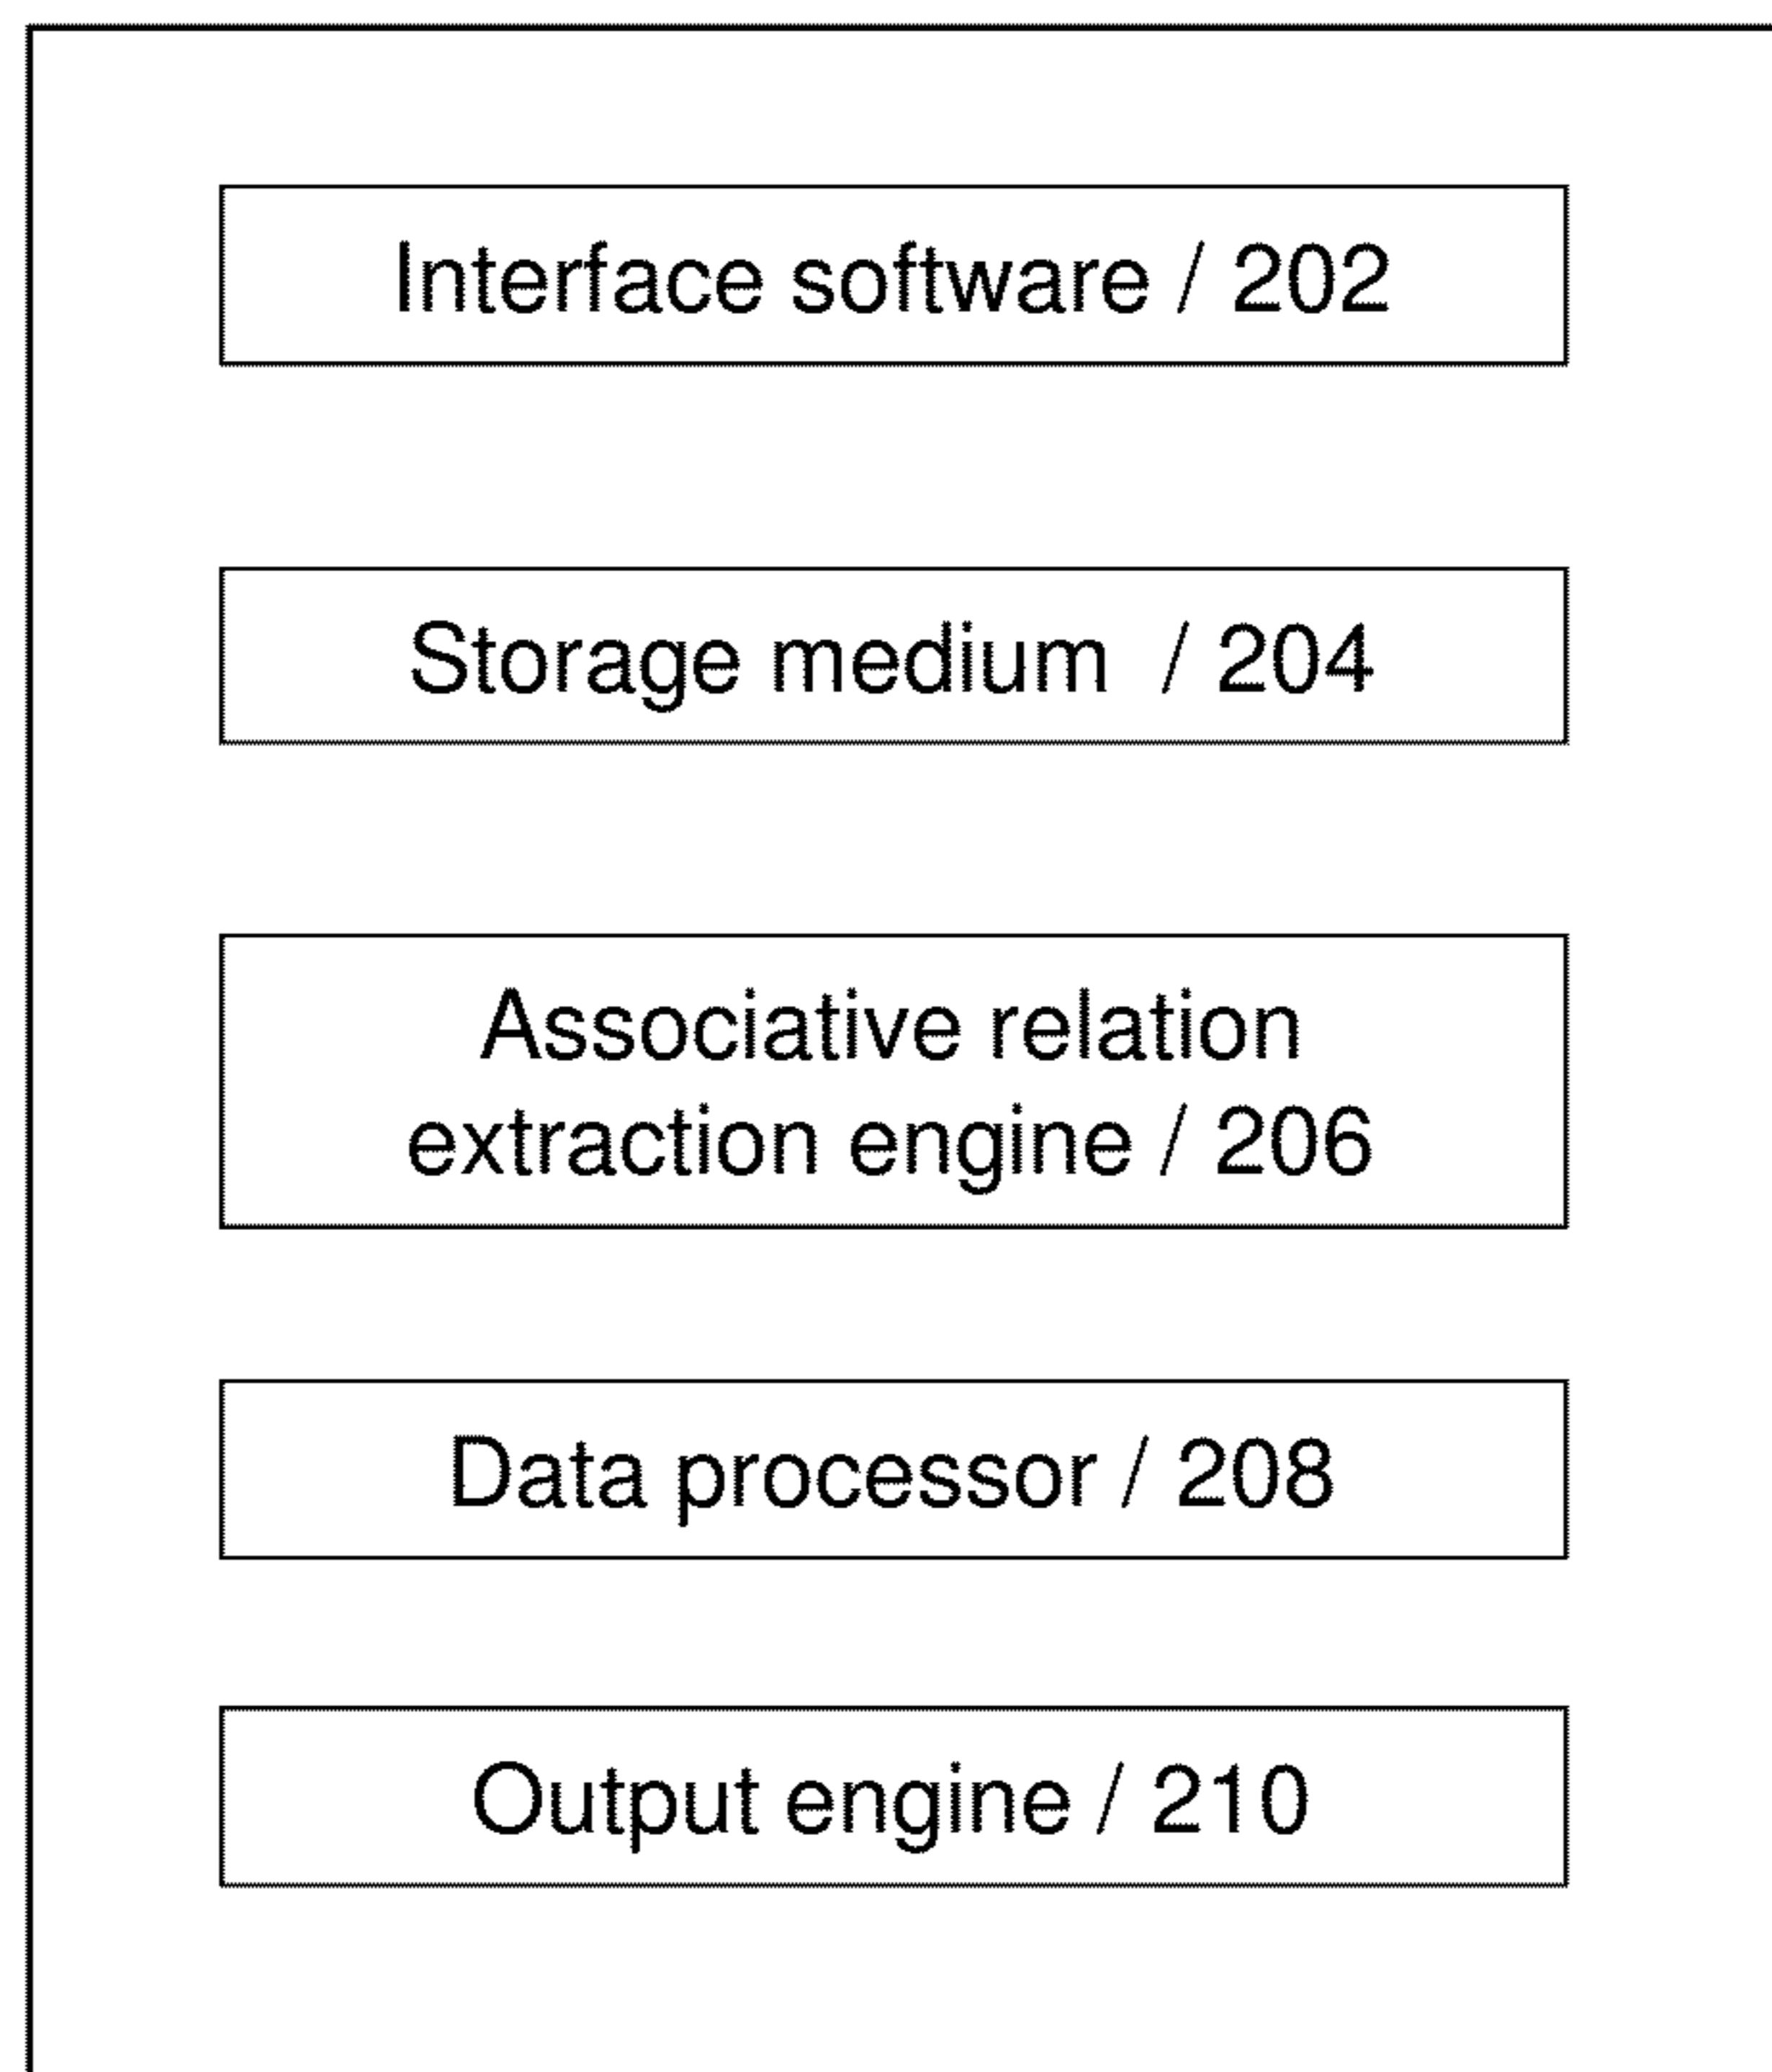 Interface software / 202
Storage medium / 204
Associative relation
extraction engine / 206
Data processor / 208
Output engine / 210